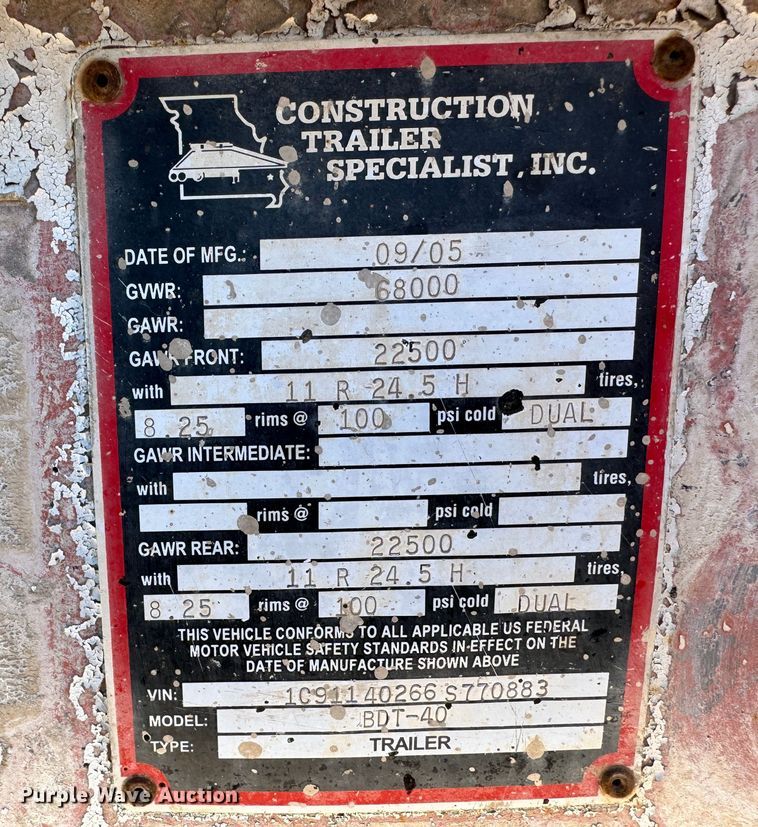 CONSTRUCTION
TRAILER
SPECIALIST, INC.
DATE OF MFG.: 09/05
GVWR: 68000
GAWR:
GAWR FRONT: 22500
with 11 R 24.5 H tires,
8.25 rims @ 100 psi cold DUAL
GAWR INTERMEDIATE:
with tires,
rims @ psi cold
GAWR REAR: 22500
with 11 R 24.5 H tires,
8.25 rims @ 100 psi cold DUAL
THIS VEHICLE CONFORMS TO ALL APPLICABLE US FEDERAL
MOTOR VEHICLE SAFETY STANDARDS IN EFFECT ON THE
DATE OF MANUFACTURE SHOWN ABOVE
VIN: 1C91140266S770883
MODEL: BDT-40
TYPE: TRAILER
Purple Wave Auction